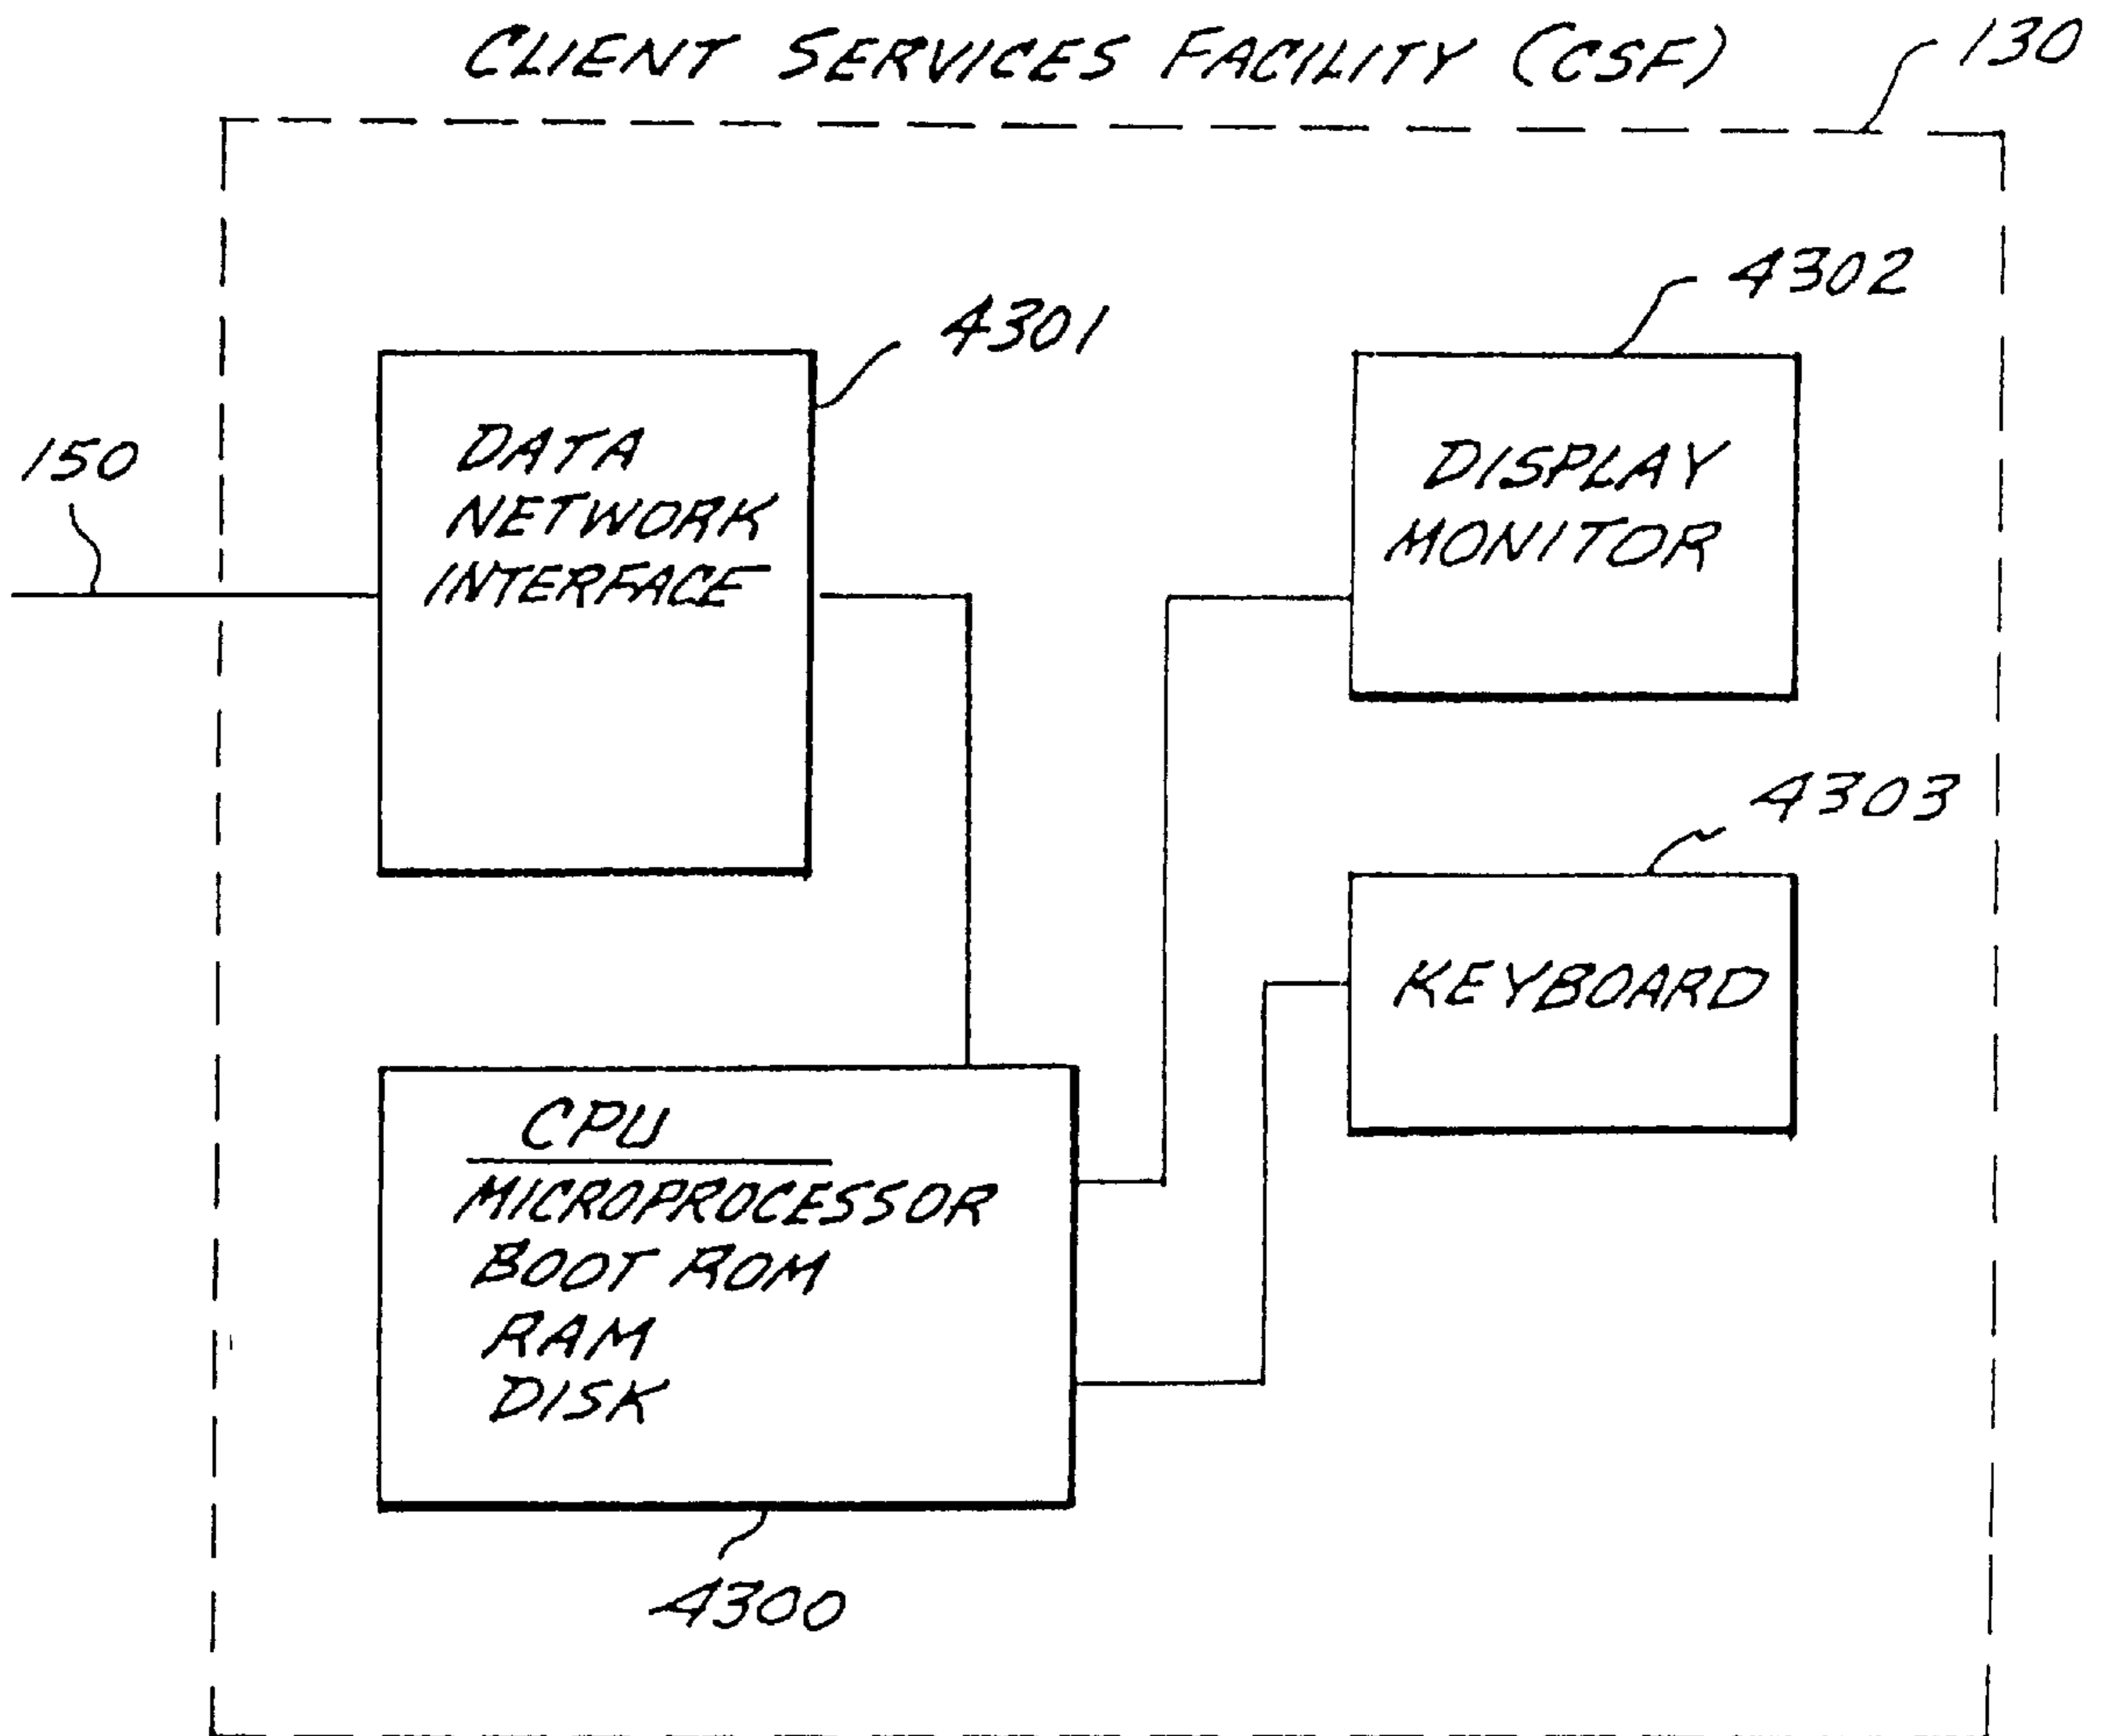 CLIENT SERVICES FACILITY (CSF)
130
4301
4302
150
DATA
NETWORK
INTERFACE
DISPLAY
MONITOR
4303
KEYBOARD
CPU
MICROPROCESSOR
BOOT ROM
RAM
DISK
4300